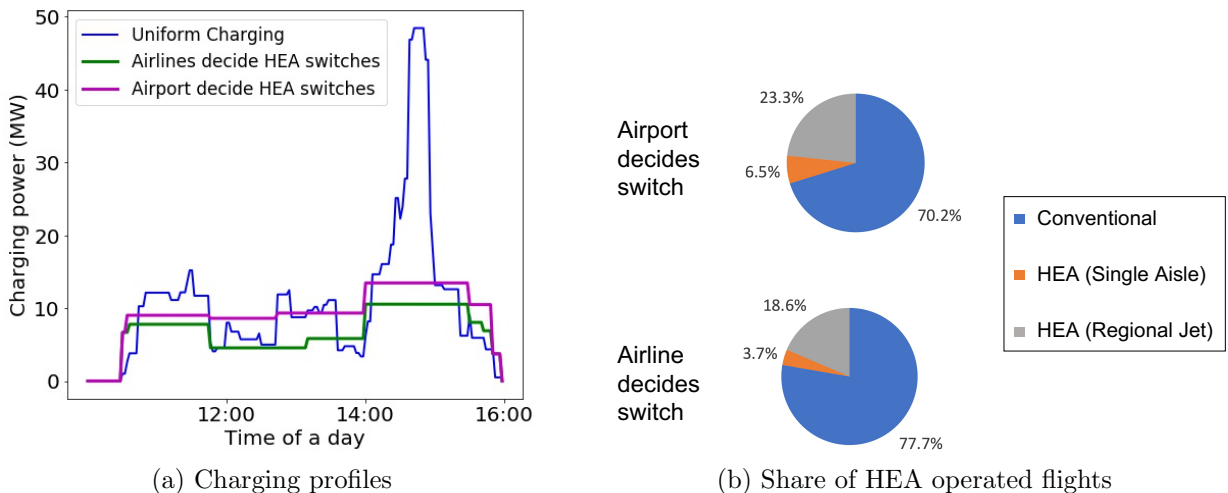 50
40
30
20
10
0
Charging power (MW)
Uniform Charging
Airlines decide HEA switches
Airport decide HEA switches
12:00
14:00
16:00
Time of a day
(a) Charging profiles
Airport
decides
switch
23.3%
6.5%
70.2%
Airline
decides
switch
18.6%
3.7%
77.7%
Conventional
HEA (Single Aisle)
HEA (Regional Jet)
(b) Share of HEA operated flights